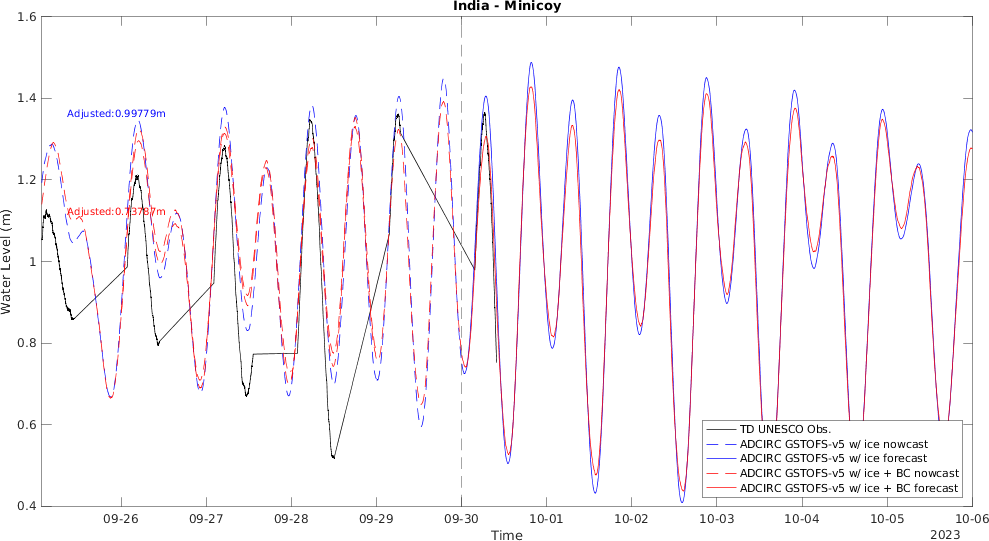 India - Minicoy
1.6
1.4
1.2
1
0.8
0.6
0.4
Water Level (m)
Adjusted:0.99779m
Adjusted:0.73787m
TD UNESCO Obs.
ADCIRC GSTOFS-v5 w/ ice nowcast
ADCIRC GSTOFS-v5 w/ ice forecast
ADCIRC GSTOFS-v5 w/ ice + BC nowcast
ADCIRC GSTOFS-v5 w/ ice + BC forecast
09-26 09-27 09-28 09-29 09-30 10-01 10-02 10-03 10-04 10-05 10-06
Time
2023